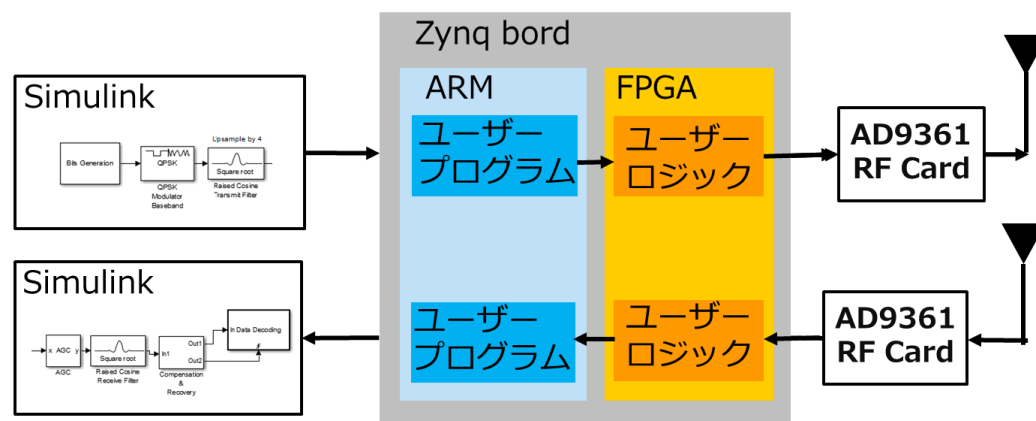 Zynq bord
Simulink
Upsample by 4
Bits Generation
QPSK
Square root
QPSK
Modulator
Baseband
Raised Cosine
Transmit Filter
ARM
ユーザー
プログラム
FPGA
ユーザー
ロジック
AD9361
RF Card
Simulink
x AGC y
AGC
Square root
Raised Cosine
Receive Filter
In1
Out1
Out2
Compensation
&
Recovery
In Data Decoding
ユーザー
プログラム
ユーザー
ロジック
AD9361
RF Card